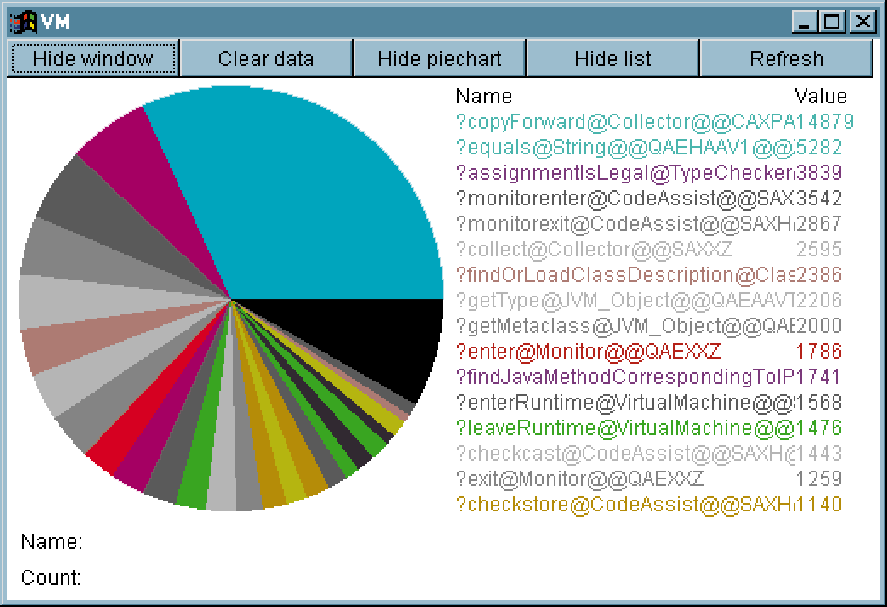 VM
Hide window Clear data Hide piechart Hide list Refresh
Name Value
?copyForward@Collector@@CAXPA 14879
?equals@String@@QAEHAAV1@@ 5282
?assignmentIsLegal@TypeChecker 3839
?monitorenter@CodeAssist@@SAX 3542
?monitorexit@CodeAssist@@SAXH 2867
?collect@Collector@@SAXXZ 2595
?findOrLoadClassDescription@Clas 2386
?getType@JVM_Object@@QAEAAVT 2206
?getMetaclass@JVM_Object@@QAE 2000
?enter@Monitor@@QAEXXZ 1786
?findJavaMethodCorrespondingToIP 1741
?enterRuntime@VirtualMachine@@ 1568
?leaveRuntime@VirtualMachine@@ 1476
?checkcast@CodeAssist@@SAXH@ 1443
?exit@Monitor@@QAEXXZ 1259
?checkstore@CodeAssist@@SAXH 1140
Name:
Count: